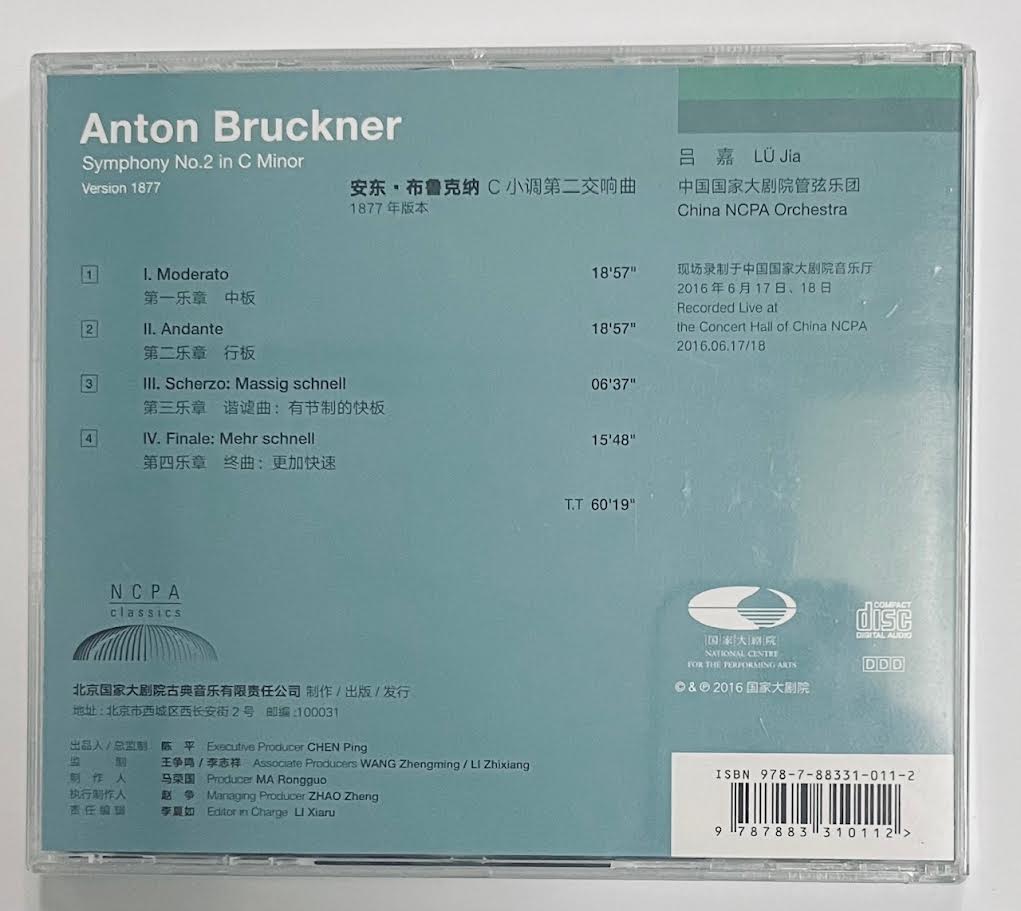 Anton Bruckner
Symphony No.2 in C Minor
Version 1877
安东·布鲁克纳 C 小调第二交响曲
1877 年版本
1 I. Moderato 18'57"
第一乐章 中板
2 II. Andante 18'57"
第二乐章 行板
3 III. Scherzo: Massig schnell 06'37"
第三乐章 谐谑曲：有节制的快板
4 IV. Finale: Mehr schnell 15'48"
第四乐章 终曲：更加快速
T.T 60'19"
吕 嘉 LÜ Jia
中国国家大剧院管弦乐团
China NCPA Orchestra
现场录制于中国国家大剧院音乐厅
2016 年 6 月 17 日、18 日
Recorded Live at
the Concert Hall of China NCPA
2016.06.17/18
NCPA
classics
北京国家大剧院古典音乐有限责任公司 制作 / 出版 / 发行
地址：北京市西城区西长安街 2 号 邮编：100031
出品人 / 总监制 陈 平 Executive Producer CHEN Ping
监 制 王争鸣 / 李志祥 Associate Producers WANG Zhengming / LI Zhixiang
制 作 人 马荣国 Producer MA Rongguo
执行制作人 赵 争 Managing Producer ZHAO Zheng
责任编辑 李夏如 Editor in Charge LI Xiaru
国家大剧院
NATIONAL CENTRE
FOR THE PERFORMING ARTS
© & ℗ 2016 国家大剧院
COMPACT
disc
DIGITAL AUDIO
DDD
ISBN 978-7-88331-011-2
9 787883 310112 >